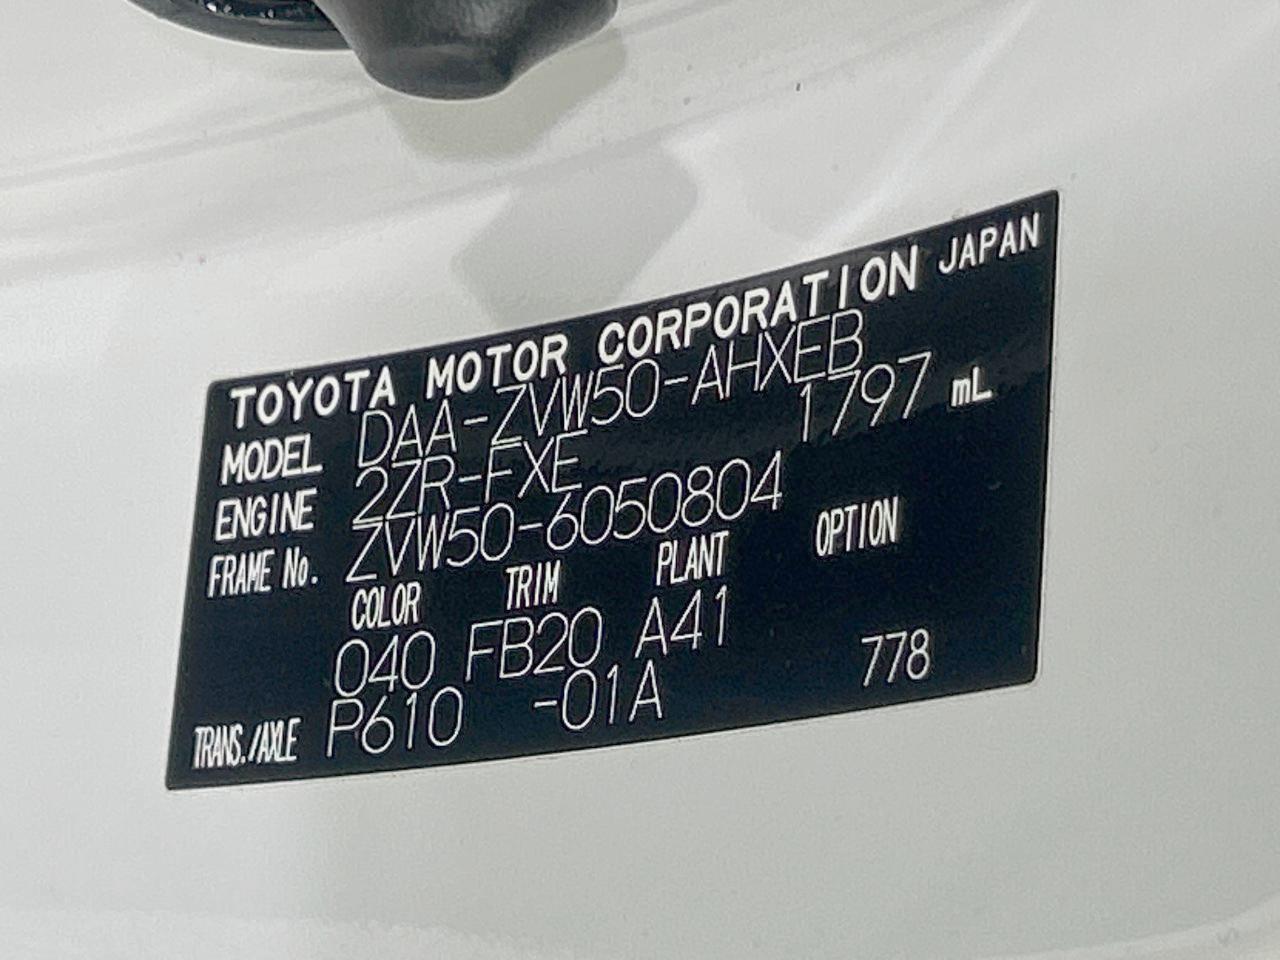 TOYOTA MOTOR CORPORATION JAPAN
MODEL DAA-ZVW50-AHXEB
ENGINE 2ZR-FXE 1797 mL
FRAME No. ZVW50-6050804
COLOR TRIM PLANT OPTION
040 FB20 A41
TRANS./AXLE P610 -01A 778